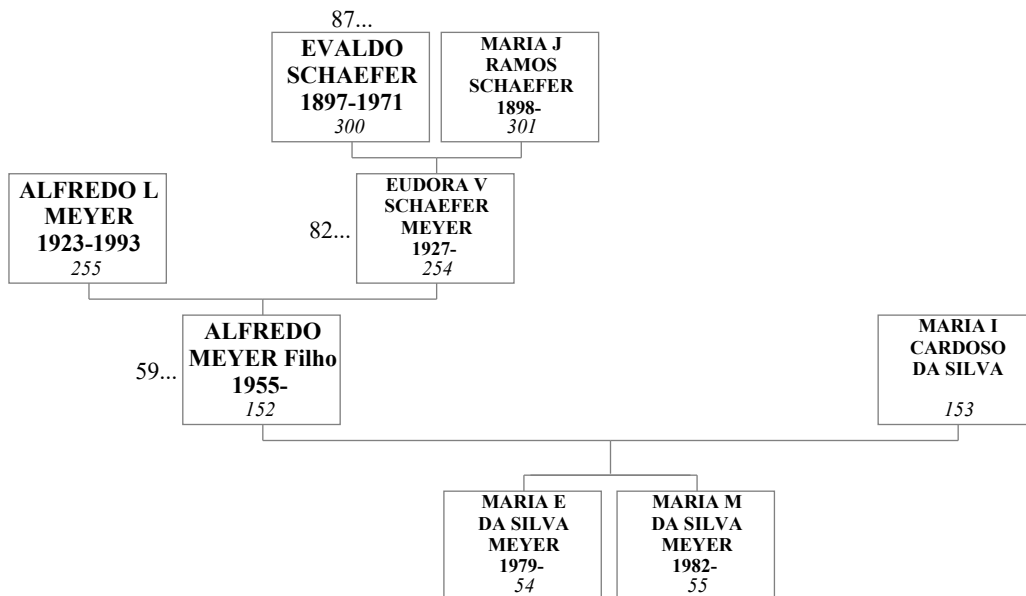 87...
EVALDO
SCHAEFER
1897-1971
300
MARIA J
RAMOS
SCHAEFER
1898-
301
ALFREDO L
MEYER
1923-1993
255
82...
EUDORA V
SCHAEFER
MEYER
1927-
254
59...
ALFREDO
MEYER Filho
1955-
152
MARIA I
CARDOSO
DA SILVA
153
MARIA E
DA SILVA
MEYER
1979-
54
MARIA M
DA SILVA
MEYER
1982-
55